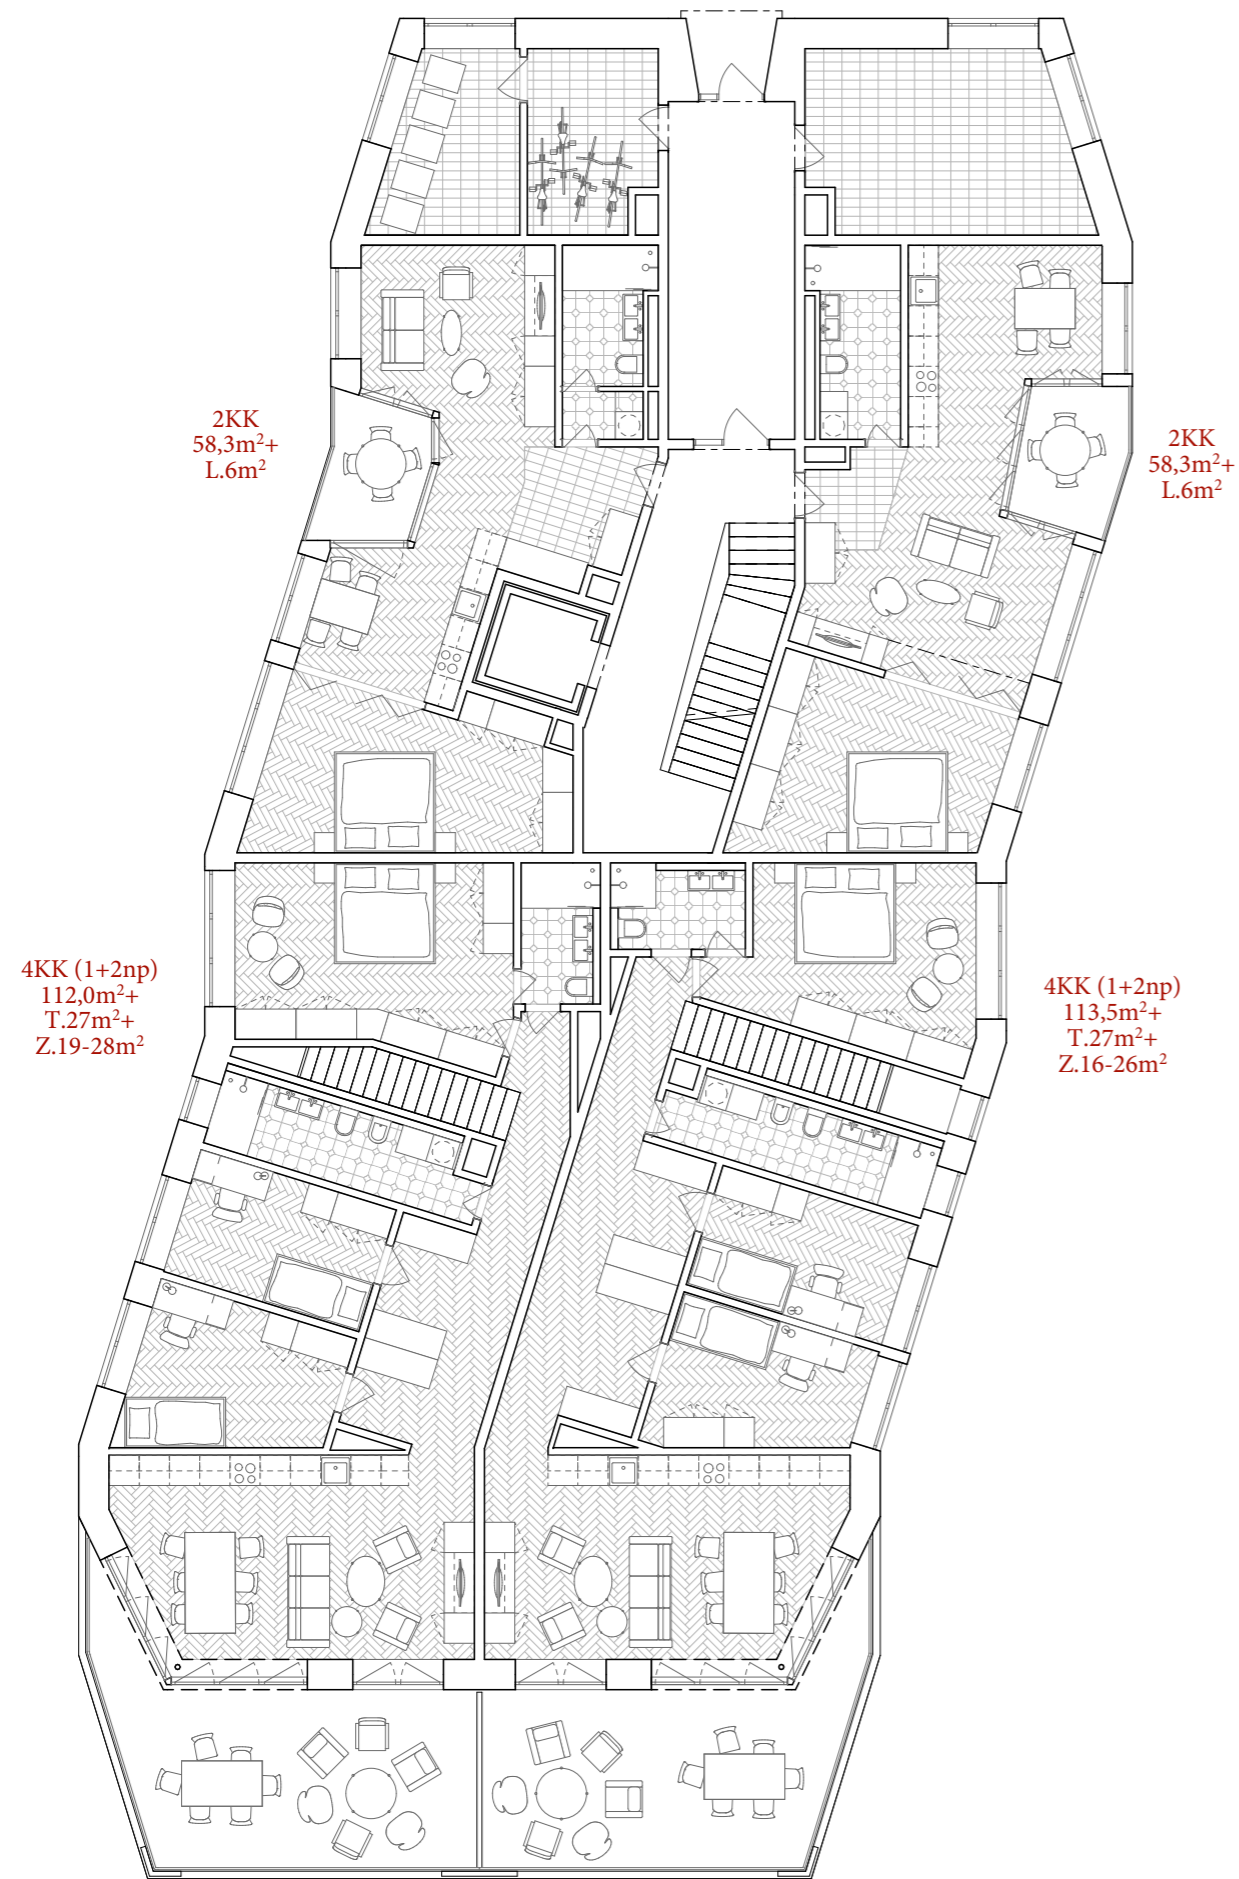 2KK
58,3m²+
L.6m²
2KK
58,3m²+
L.6m²
4KK (1+2np)
112,0m²+
T.27m²+
Z.19-28m²
4KK (1+2np)
113,5m²+
T.27m²+
Z.16-26m²